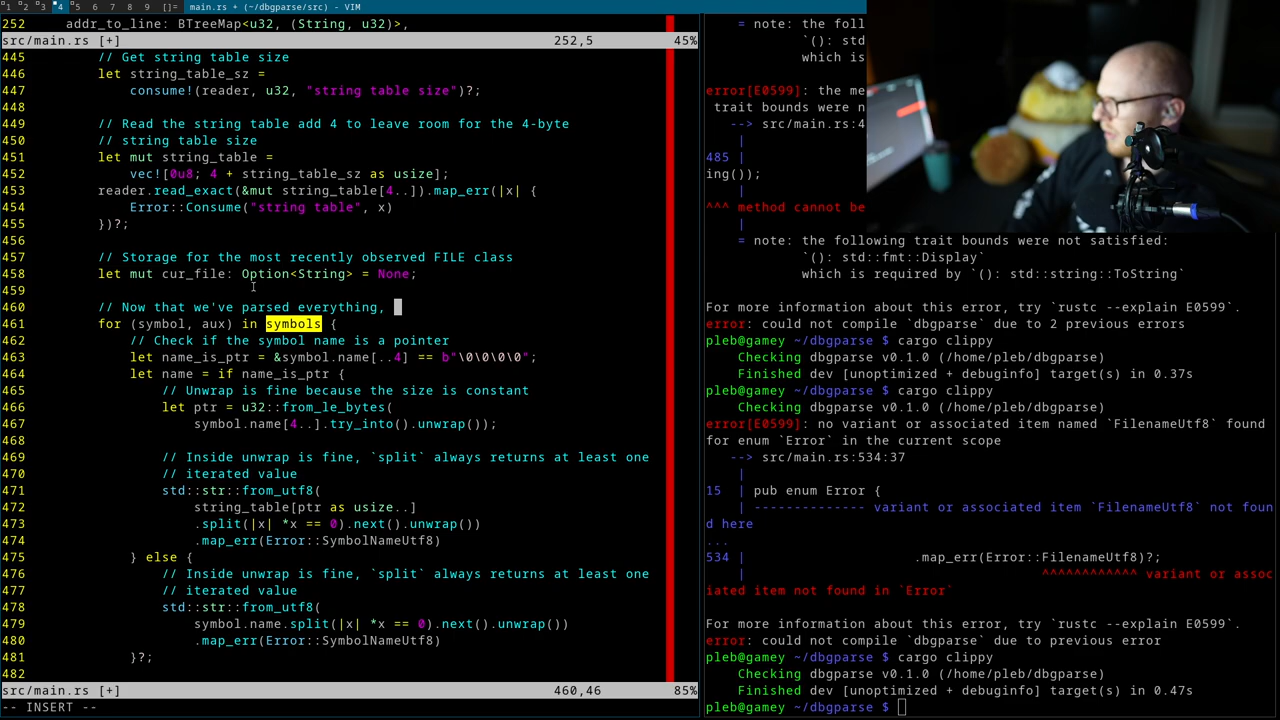 1 2 3 4 5 6 7 8 9 []= main.rs + (~/dbgparse/src) - VIM
252     addr_to_line: BTreeMap<u32, (String, u32)>,
src/main.rs [+] 252,5 45%
445         // Get string table size
446         let string_table_sz =
447             consume!(reader, u32, "string table size")?;
448
449         // Read the string table add 4 to leave room for the 4-byte
450         // string table size
451         let mut string_table =
452             vec![0u8; 4 + string_table_sz as usize];
453         reader.read_exact(&mut string_table[4..]).map_err(|x| {
454             Error::Consume("string table", x)
455         })?;
456
457         // Storage for the most recently observed FILE class
458         let mut cur_file: Option<String> = None;
459
460         // Now that we've parsed everything,
461         for (symbol, aux) in symbols {
462             // Check if the symbol name is a pointer
463             let name_is_ptr = &symbol.name[..4] == b"\0\0\0\0";
464             let name = if name_is_ptr {
465                 // Unwrap is fine because the size is constant
466                 let ptr = u32::from_le_bytes(
467                     symbol.name[4..].try_into().unwrap());
468
469                 // Inside unwrap is fine, `split` always returns at least one
470                 // iterated value
471                 std::str::from_utf8(
472                     string_table[ptr as usize..]
473                     .split(|x| *x == 0).next().unwrap())
474                     .map_err(Error::SymbolNameUtf8)
475             } else {
476                 // Inside unwrap is fine, `split` always returns at least one
477                 // iterated value
478                 std::str::from_utf8(
479                     symbol.name.split(|x| *x == 0).next().unwrap())
480                     .map_err(Error::SymbolNameUtf8)
481             }?;
482
src/main.rs [+] 460,46 85%
-- INSERT --
= note: the foll
`(): std
which is
error[E0599]: the me
trait bounds were n
--> src/main.rs:4
|
485 |
ing());
|
^^^ method cannot be
|
= note: the following trait bounds were not satisfied:
`(): std::fmt::Display`
which is required by `(): std::string::ToString`
For more information about this error, try `rustc --explain E0599`.
error: could not compile `dbgparse` due to 2 previous errors
pleb@gamey ~/dbgparse $ cargo clippy
Checking dbgparse v0.1.0 (/home/pleb/dbgparse)
Finished dev [unoptimized + debuginfo] target(s) in 0.37s
pleb@gamey ~/dbgparse $ cargo clippy
Checking dbgparse v0.1.0 (/home/pleb/dbgparse)
error[E0599]: no variant or associated item named `FilenameUtf8` found
for enum `Error` in the current scope
--> src/main.rs:534:37
|
15  | pub enum Error {
| -------------- variant or associated item `FilenameUtf8` not foun
d here
...
534 |                     .map_err(Error::FilenameUtf8)?;
|                                     ^^^^^^^^^^^^ variant or assoc
iated item not found in `Error`
For more information about this error, try `rustc --explain E0599`.
error: could not compile `dbgparse` due to previous error
pleb@gamey ~/dbgparse $ cargo clippy
Checking dbgparse v0.1.0 (/home/pleb/dbgparse)
Finished dev [unoptimized + debuginfo] target(s) in 0.47s
pleb@gamey ~/dbgparse $